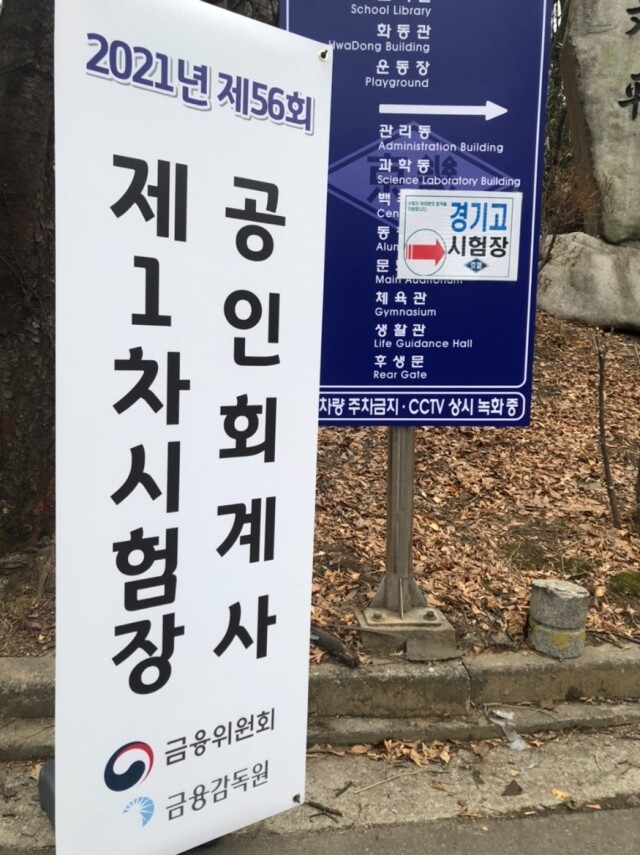 2021년 제56회
공인회계사
제1차시험장
금융위원회
금융감독원
School Library
화동관
HwaDong Building
운동장
Playground
관리동
Administration Building
과학동
Science Laboratory Building
경기고
시험장
Main Auditorium
체육관
Gymnasium
생활관
Life Guidance Hall
후생문
Rear Gate
차량 주차금지 · CCTV 상시 녹화 중